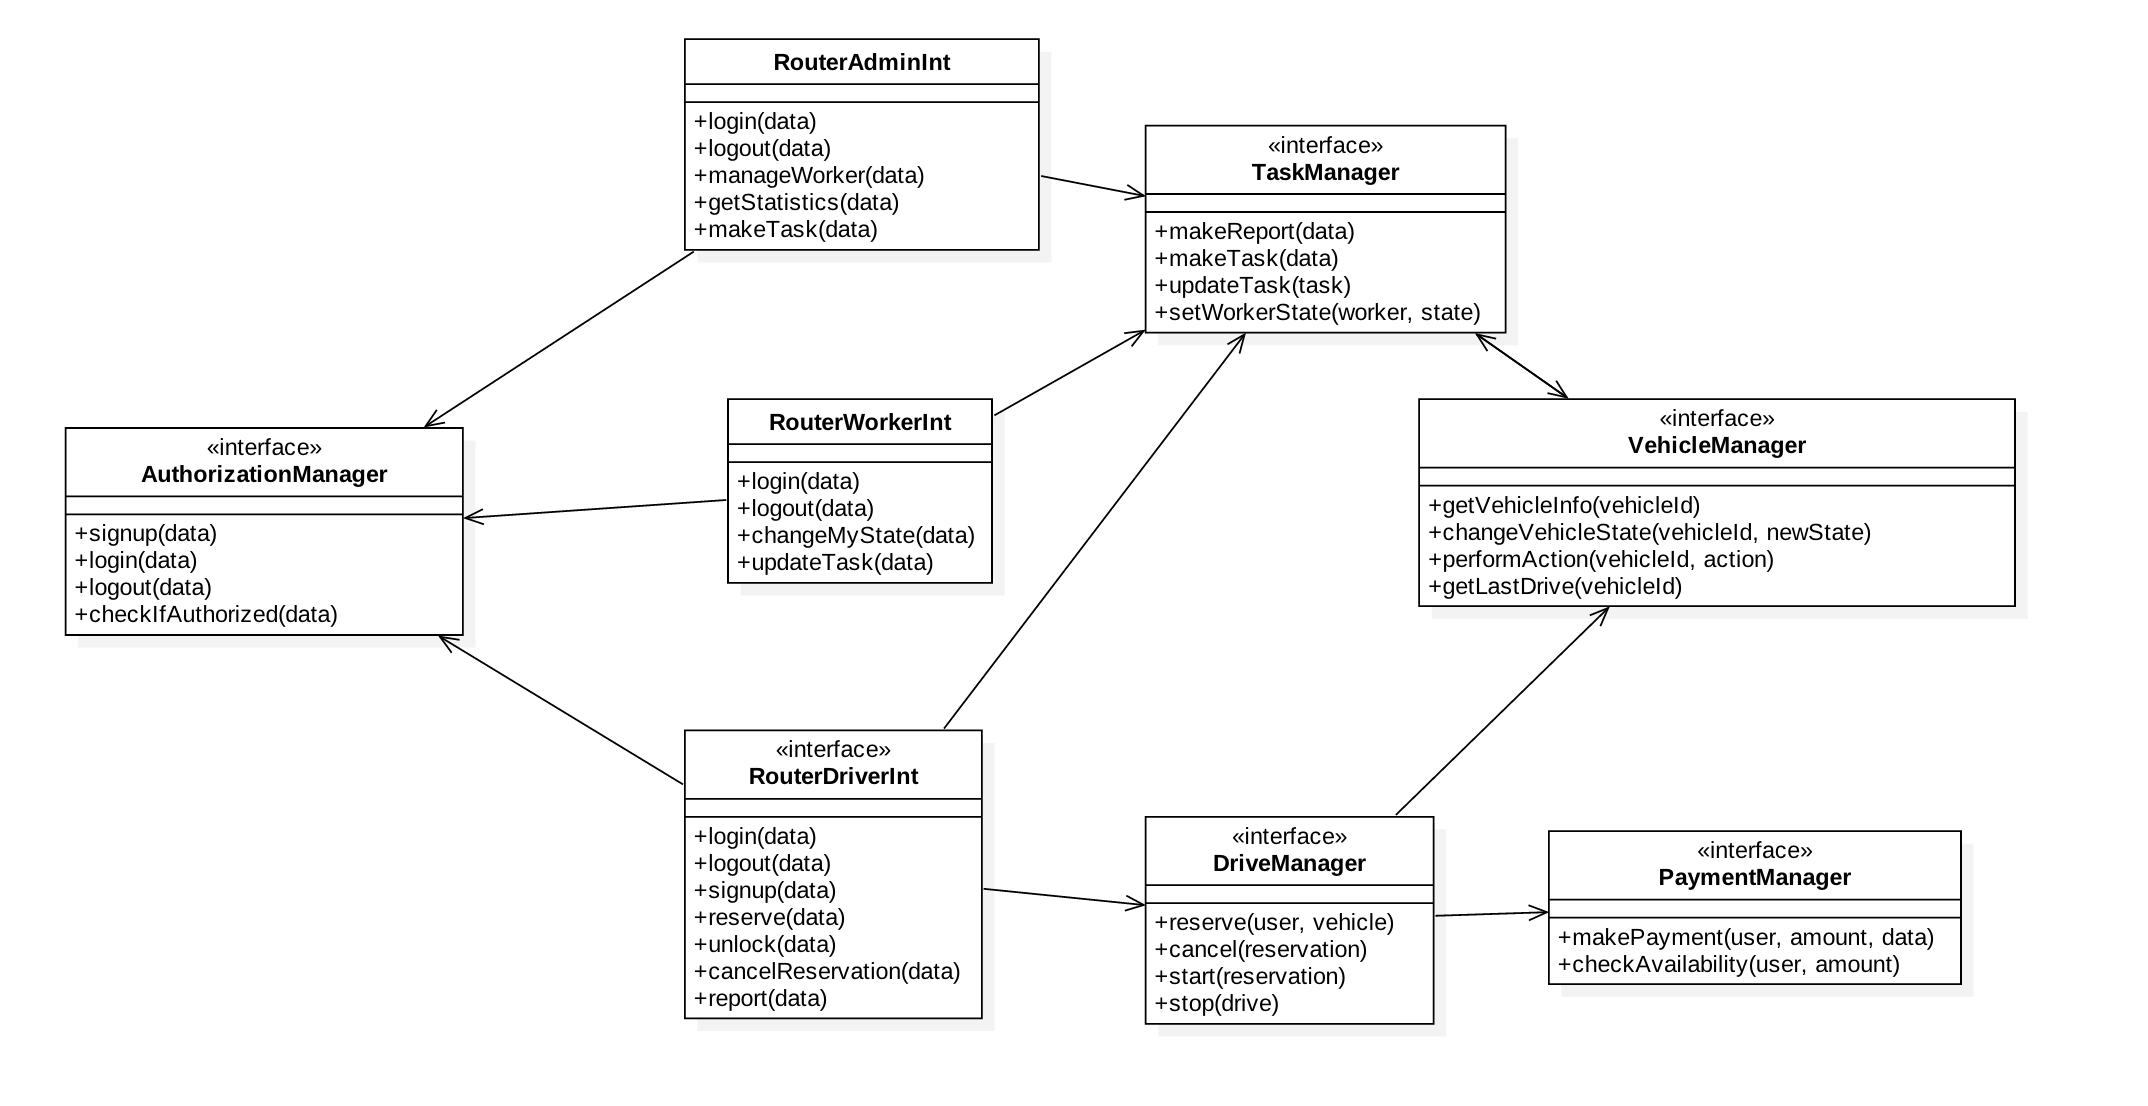 RouterAdminInt
+login(data)
+logout(data)
+manageWorker(data)
+getStatistics(data)
+makeTask(data)
«interface»
TaskManager
+makeReport(data)
+makeTask(data)
+updateTask(task)
+setWorkerState(worker, state)
«interface»
AuthorizationManager
+signup(data)
+login(data)
+logout(data)
+checkIfAuthorized(data)
RouterWorkerInt
+login(data)
+logout(data)
+changeMyState(data)
+updateTask(data)
«interface»
VehicleManager
+getVehicleInfo(vehicleId)
+changeVehicleState(vehicleId, newState)
+performAction(vehicleId, action)
+getLastDrive(vehicleId)
«interface»
RouterDriverInt
+login(data)
+logout(data)
+signup(data)
+reserve(data)
+unlock(data)
+cancelReservation(data)
+report(data)
«interface»
DriveManager
+reserve(user, vehicle)
+cancel(reservation)
+start(reservation)
+stop(drive)
«interface»
PaymentManager
+makePayment(user, amount, data)
+checkAvailability(user, amount)